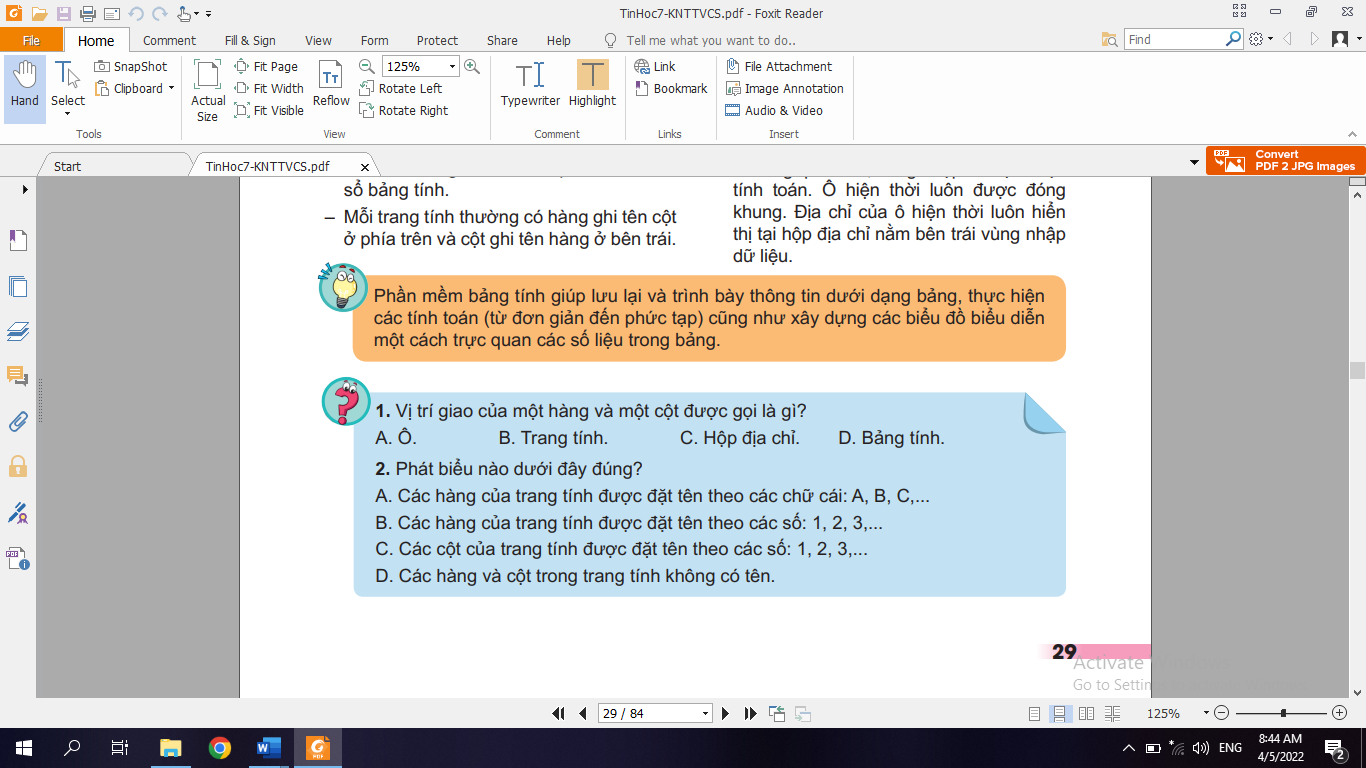 TinHoc7-KNTTVCS.pdf - Foxit Reader
File Home Comment Fill & Sign View Form Protect Share Help Tell me what you want to do.. Find
Hand
Select
SnapShot
Clipboard
Tools
Actual Size
Fit Page
Fit Width
Fit Visible
Reflow
125%
Rotate Left
Rotate Right
View
Typewriter
Highlight
Comment
Link
Bookmark
Links
File Attachment
Image Annotation
Audio & Video
Insert
Start
TinHoc7-KNTTVCS.pdf
PDF
Convert
PDF 2 JPG Images
sổ bảng tính.
– Mỗi trang tính thường có hàng ghi tên cột
ở phía trên và cột ghi tên hàng ở bên trái.
tính toán. Ô hiện thời luôn được đóng
khung. Địa chỉ của ô hiện thời luôn hiển
thị tại hộp địa chỉ nằm bên trái vùng nhập
dữ liệu.
Phần mềm bảng tính giúp lưu lại và trình bày thông tin dưới dạng bảng, thực hiện
các tính toán (từ đơn giản đến phức tạp) cũng như xây dựng các biểu đồ biểu diễn
một cách trực quan các số liệu trong bảng.
1. Vị trí giao của một hàng và một cột được gọi là gì?
A. Ô. B. Trang tính. C. Hộp địa chỉ. D. Bảng tính.
2. Phát biểu nào dưới đây đúng?
A. Các hàng của trang tính được đặt tên theo các chữ cái: A, B, C,...
B. Các hàng của trang tính được đặt tên theo các số: 1, 2, 3,...
C. Các cột của trang tính được đặt tên theo các số: 1, 2, 3,...
D. Các hàng và cột trong trang tính không có tên.
29
Activate Windows
Go to Settin
29 / 84
125%
ENG
8:44 AM
4/5/2022
2